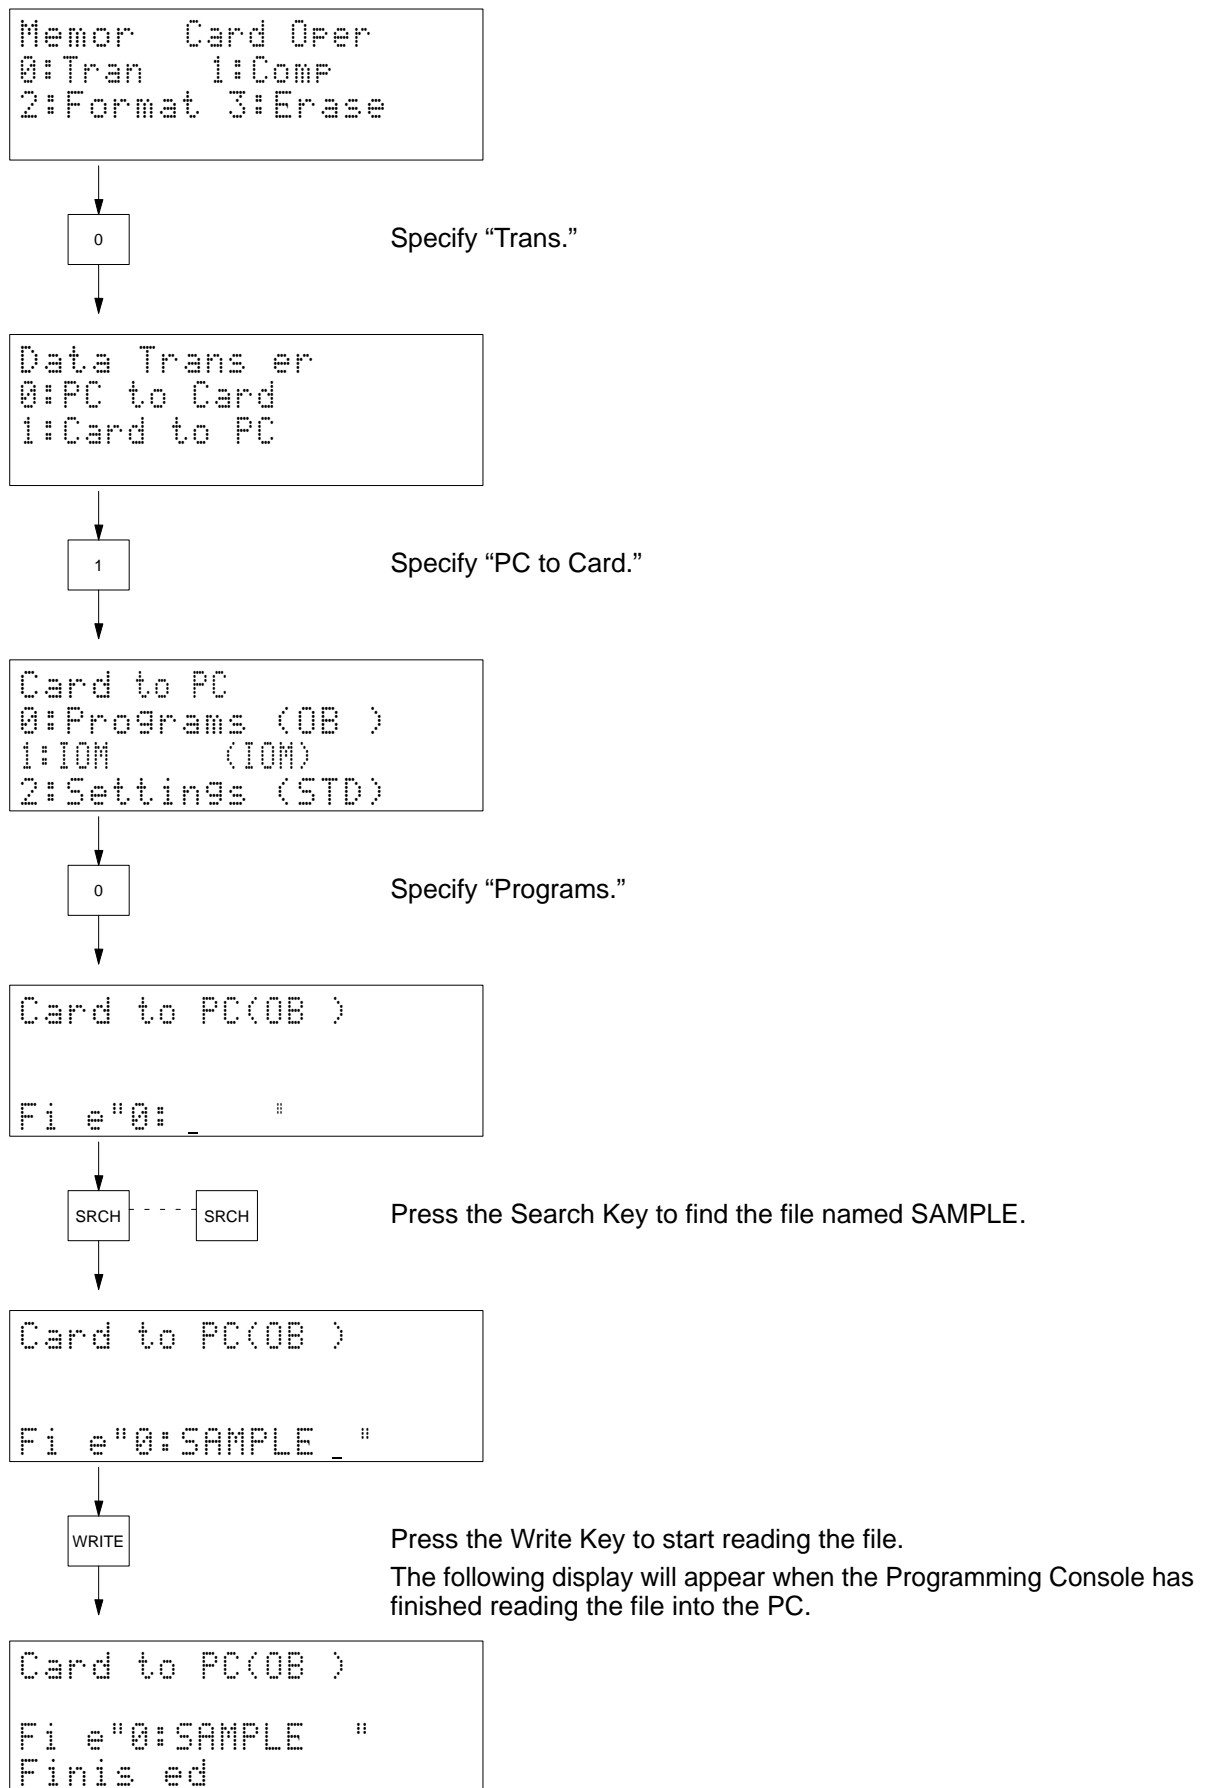 Memor  Card Oper
0:Tran   1:Comp
2:Format 3:Erase
0
Specify “Trans.”
Data Trans er
0:PC to Card
1:Card to PC
1
Specify “PC to Card.”
Card to PC
0:Programs (OB )
1:IOM      (IOM)
2:Settings (STD)
0
Specify “Programs.”
Card to PC(OB )
Fi e"0: _    "
SRCH - - - - SRCH
Press the Search Key to find the file named SAMPLE.
Card to PC(OB )
Fi e"0:SAMPLE _ "
WRITE
Press the Write Key to start reading the file.
The following display will appear when the Programming Console has
finished reading the file into the PC.
Card to PC(OB )
Fi e"0:SAMPLE   "
Finis ed